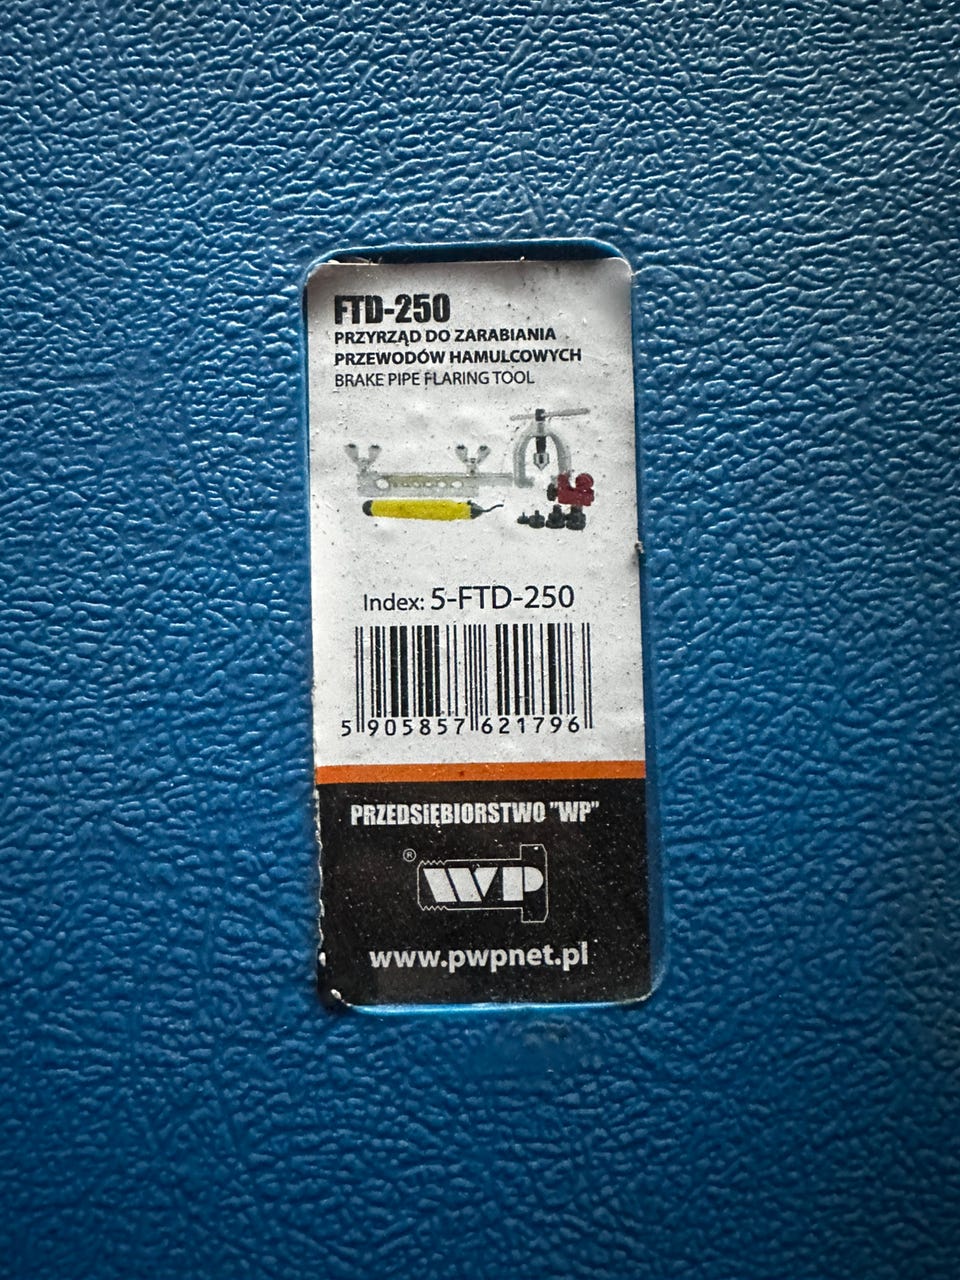 FTD-250
PRZYRZĄD DO ZARABIANIA
PRZEWODÓW HAMULCOWYCH
BRAKE PIPE FLARING TOOL
Index: 5-FTD-250
5 905857 621796
PRZEDSIĘBIORSTWO "WP"
® WP
www.pwpnet.pl